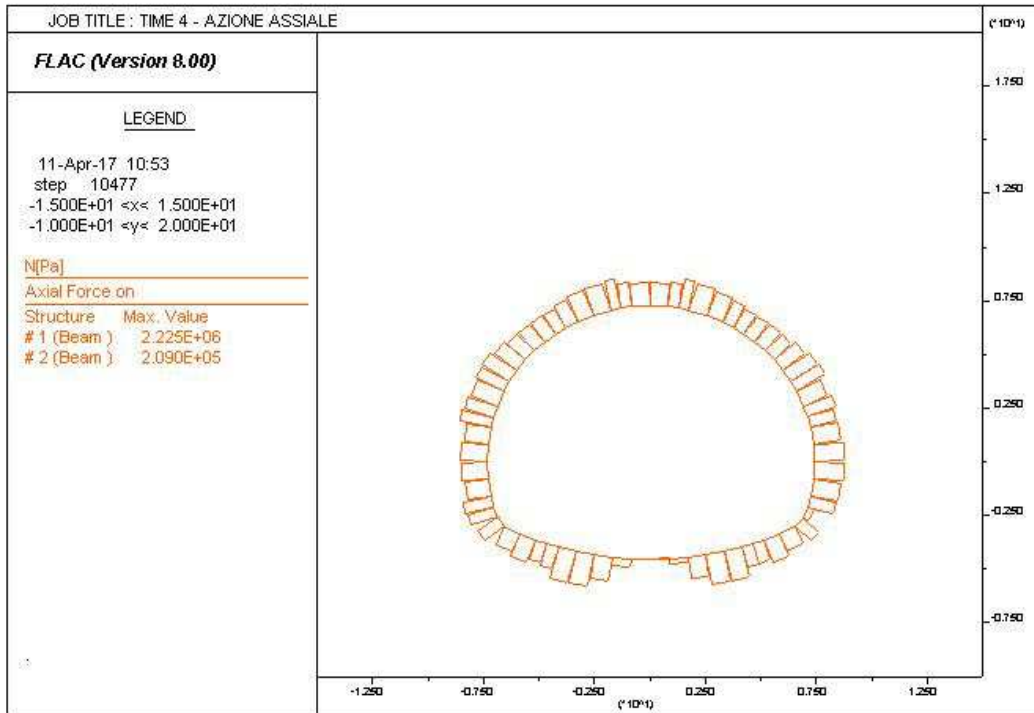 JOB TITLE : TIME 4 - AZIONE ASSIALE
(*10^1)
FLAC (Version 8.00)
LEGEND
11-Apr-17 10:53
step 10477
-1.500E+01 <x< 1.500E+01
-1.000E+01 <y< 2.000E+01
N[Pa]
Axial Force on
Structure Max. Value
# 1 (Beam ) 2.225E+06
# 2 (Beam ) 2.090E+05
1.750
1.250
0.750
0.250
-0.250
-0.750
-1.250 -0.750 -0.250 0.250 0.750 1.250
(*10^1)